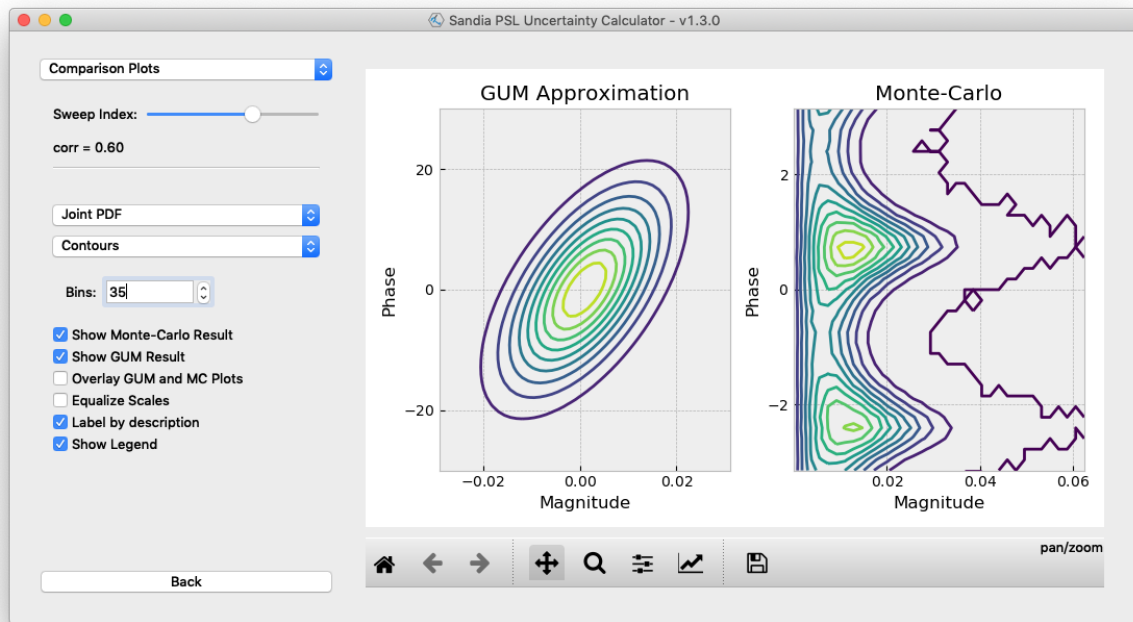 Sandia PSL Uncertainty Calculator - v1.3.0
Comparison Plots
Sweep Index:
corr = 0.60
Joint PDF
Contours
Bins: 35
Show Monte-Carlo Result
Show GUM Result
Overlay GUM and MC Plots
Equalize Scales
Label by description
Show Legend
Back
GUM Approximation
Phase
20
0
−20
−0.02 0.00 0.02
Magnitude
Monte-Carlo
Phase
2
0
−2
0.02 0.04 0.06
Magnitude
pan/zoom